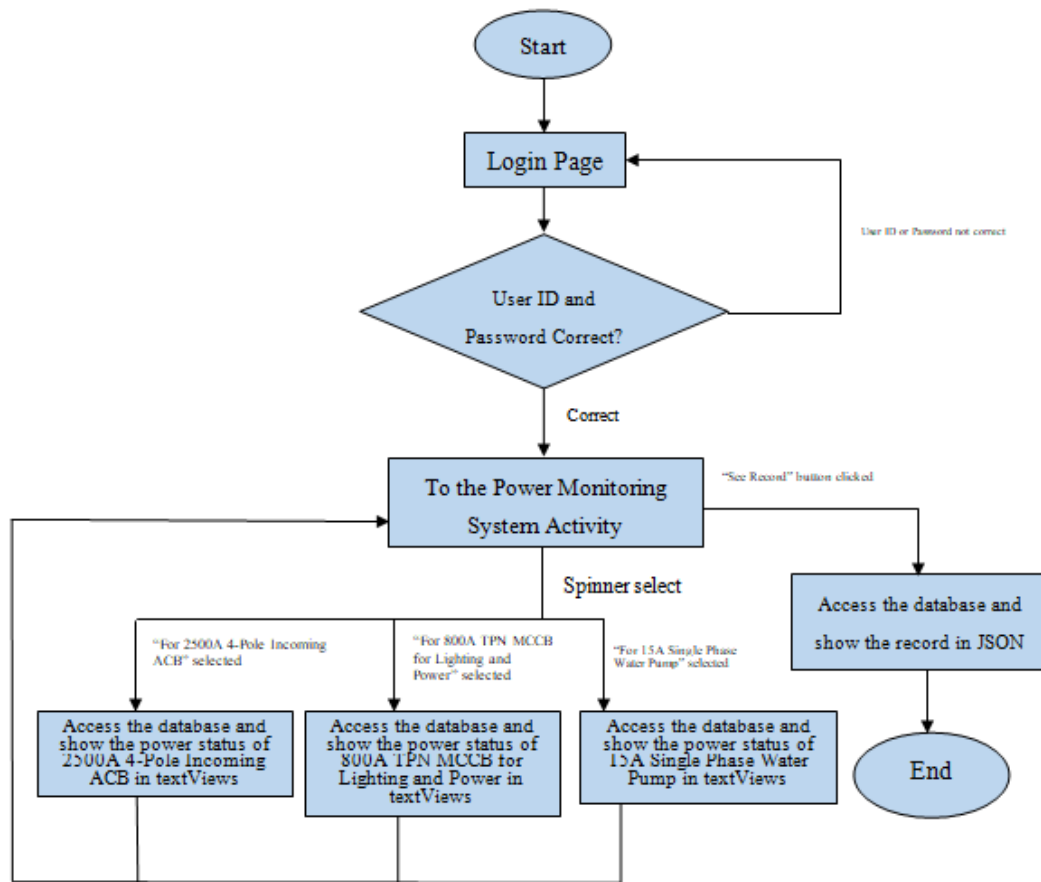 Start
Login Page
User ID or Password not correct
User ID and
Password Correct?
Correct
To the Power Monitoring
System Activity
“See Record” button clicked
Spinner select
Access the database and
show the record in JSON
“For 2500A 4-Pole Incoming
ACB” selected
“For 800A TPN MCCB
for Lighting and
Power” selected
“For 15A Single Phase
Water Pump” selected
Access the database and
show the power status of
2500A 4-Pole Incoming
ACB in textViews
Access the database and
show the power status of
800A TPN MCCB for
Lighting and Power in
textViews
Access the database and
show the power status of
15A Single Phase Water
Pump in textViews
End